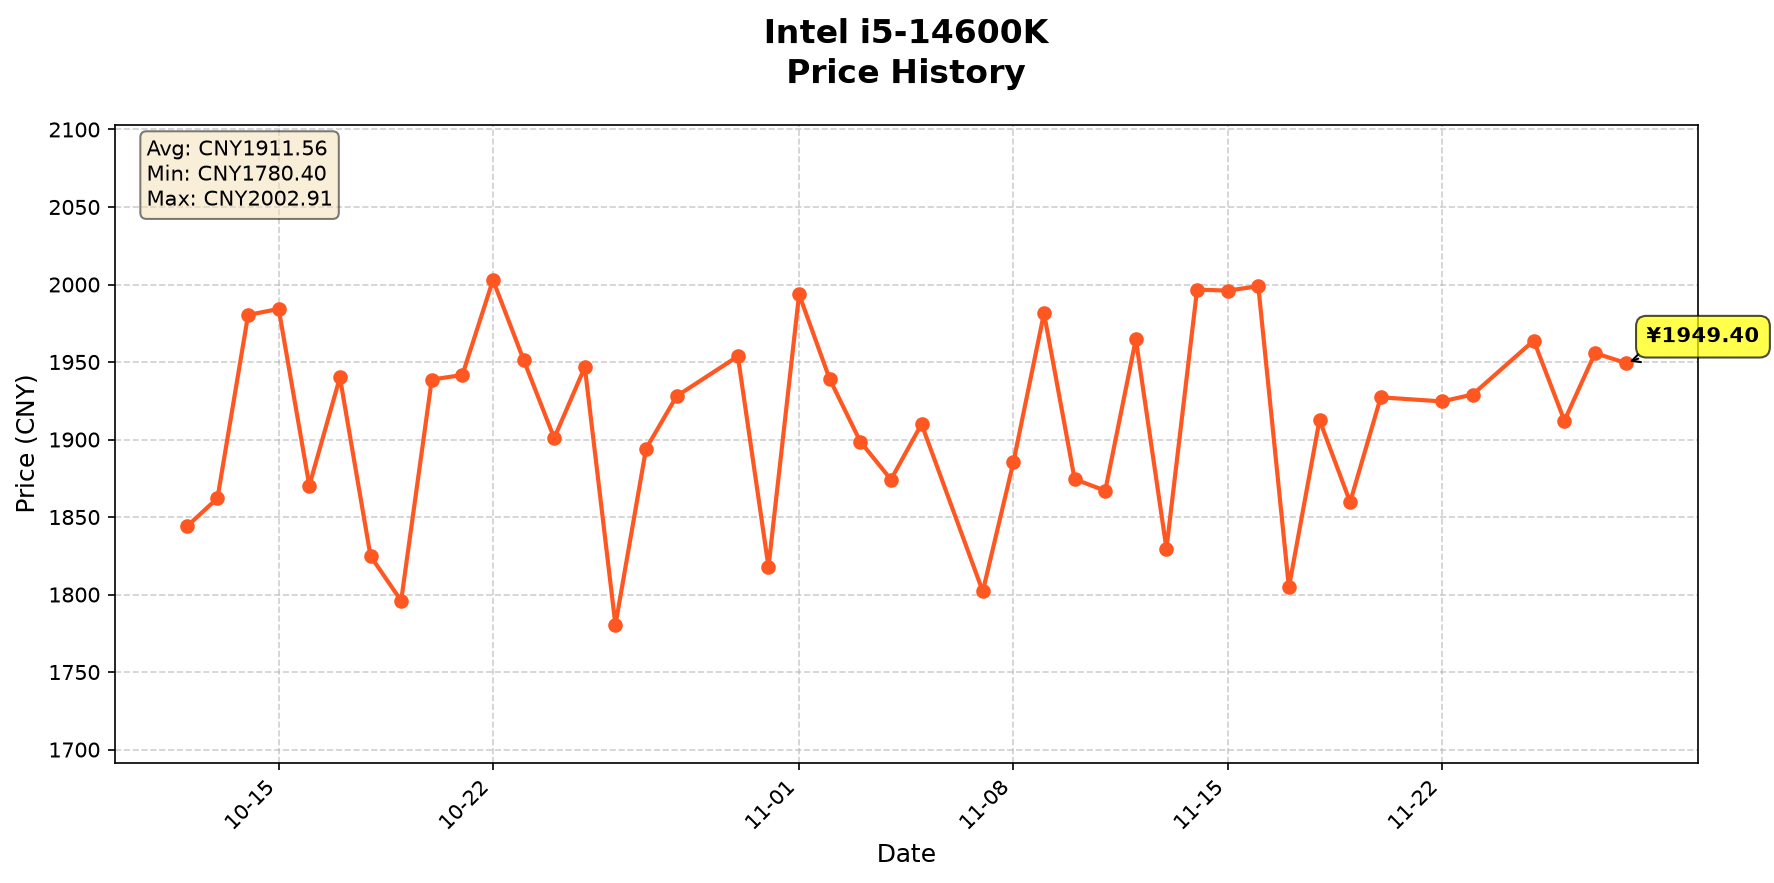 Intel i5-14600K
Price History
Avg: CNY1911.56
Min: CNY1780.40
Max: CNY2002.91
2100
2050
2000
1950
1900
1850
1800
1750
1700
Price (CNY)
¥1949.40
10-15
10-22
11-01
11-08
11-15
11-22
Date